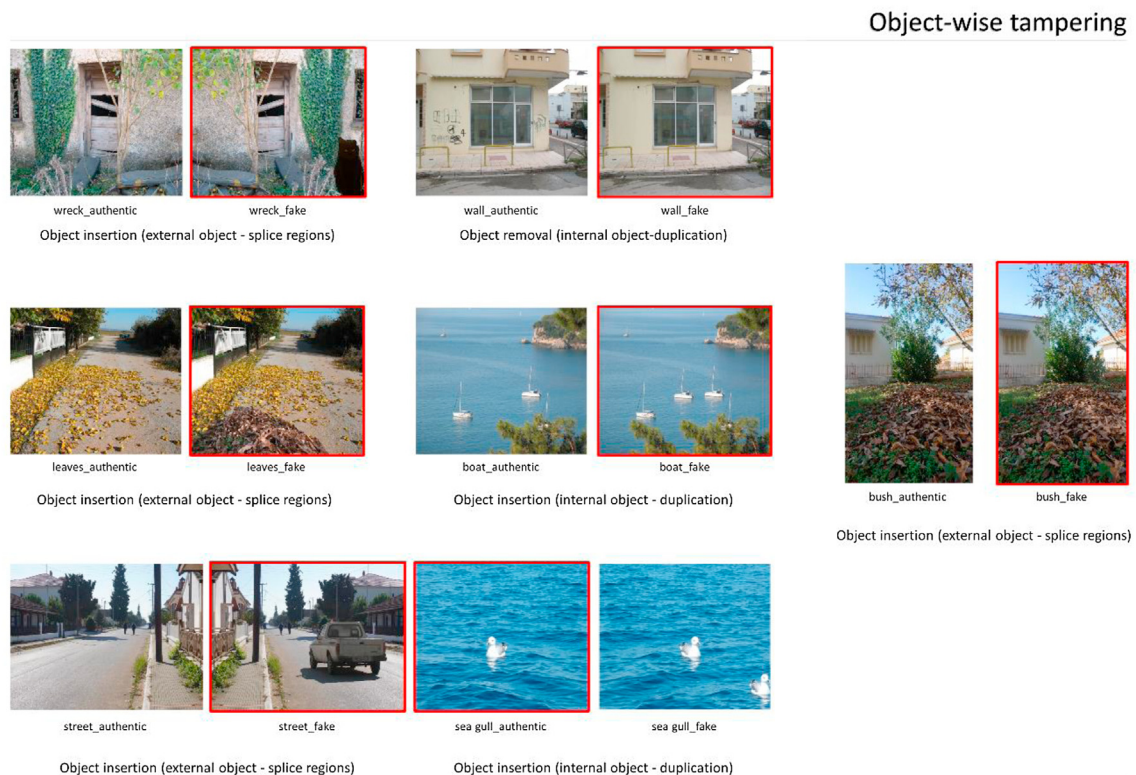 Object-wise tampering
wreck_authentic
wreck_fake
wall_authentic
wall_fake
Object insertion (external object - splice regions)
Object removal (internal object-duplication)
leaves_authentic
leaves_fake
boat_authentic
boat_fake
bush_authentic
bush_fake
Object insertion (external object - splice regions)
Object insertion (internal object - duplication)
Object insertion (external object - splice regions)
street_authentic
street_fake
sea gull_authentic
sea gull_fake
Object insertion (external object - splice regions)
Object insertion (internal object - duplication)